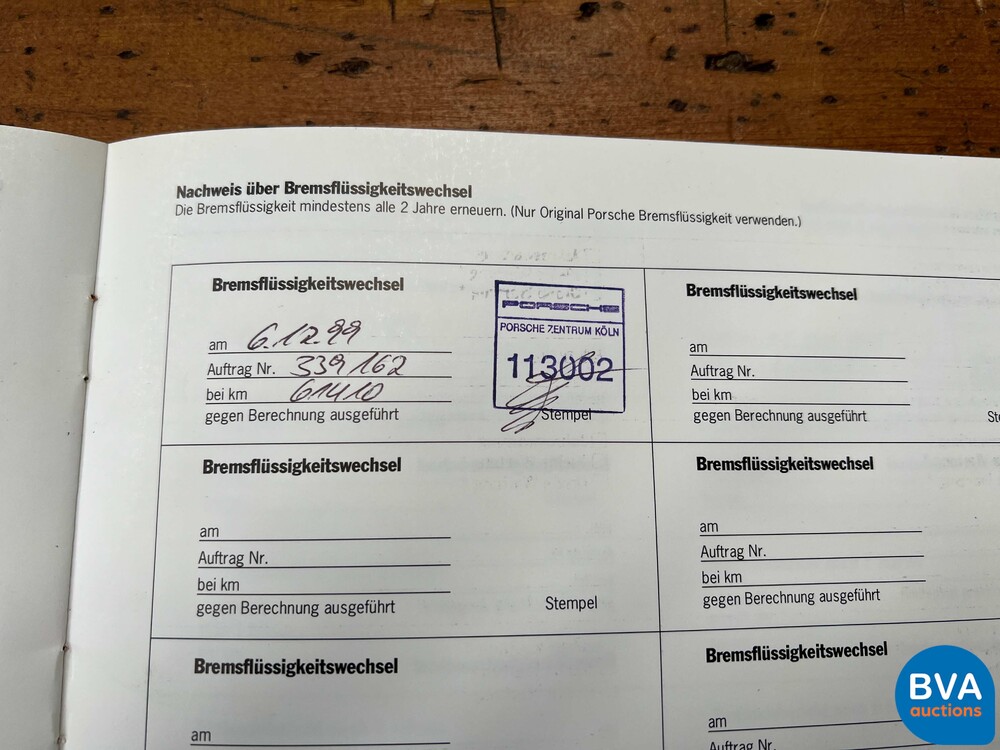 Nachweis über Bremsflüssigkeitswechsel
Die Bremsflüssigkeit mindestens alle 2 Jahre erneuern. (Nur Original Porsche Bremsflüssigkeit verwenden.)
Bremsflüssigkeitswechsel
am 6.12.99
Auftrag Nr. 339162
bei km 61410
gegen Berechnung ausgeführt
PORSCHE
PORSCHE ZENTRUM KÖLN
113002
Stempel
Bremsflüssigkeitswechsel
am
Auftrag Nr.
bei km
gegen Berechnung ausgeführt
Bremsflüssigkeitswechsel
am
Auftrag Nr.
bei km
gegen Berechnung ausgeführt
Stempel
Bremsflüssigkeitswechsel
am
Auftrag Nr.
bei km
gegen Berechnung ausgeführt
Bremsflüssigkeitswechsel
am
Bremsflüssigkeitswechsel
am
Auftrag Nr.
BVA
auctions